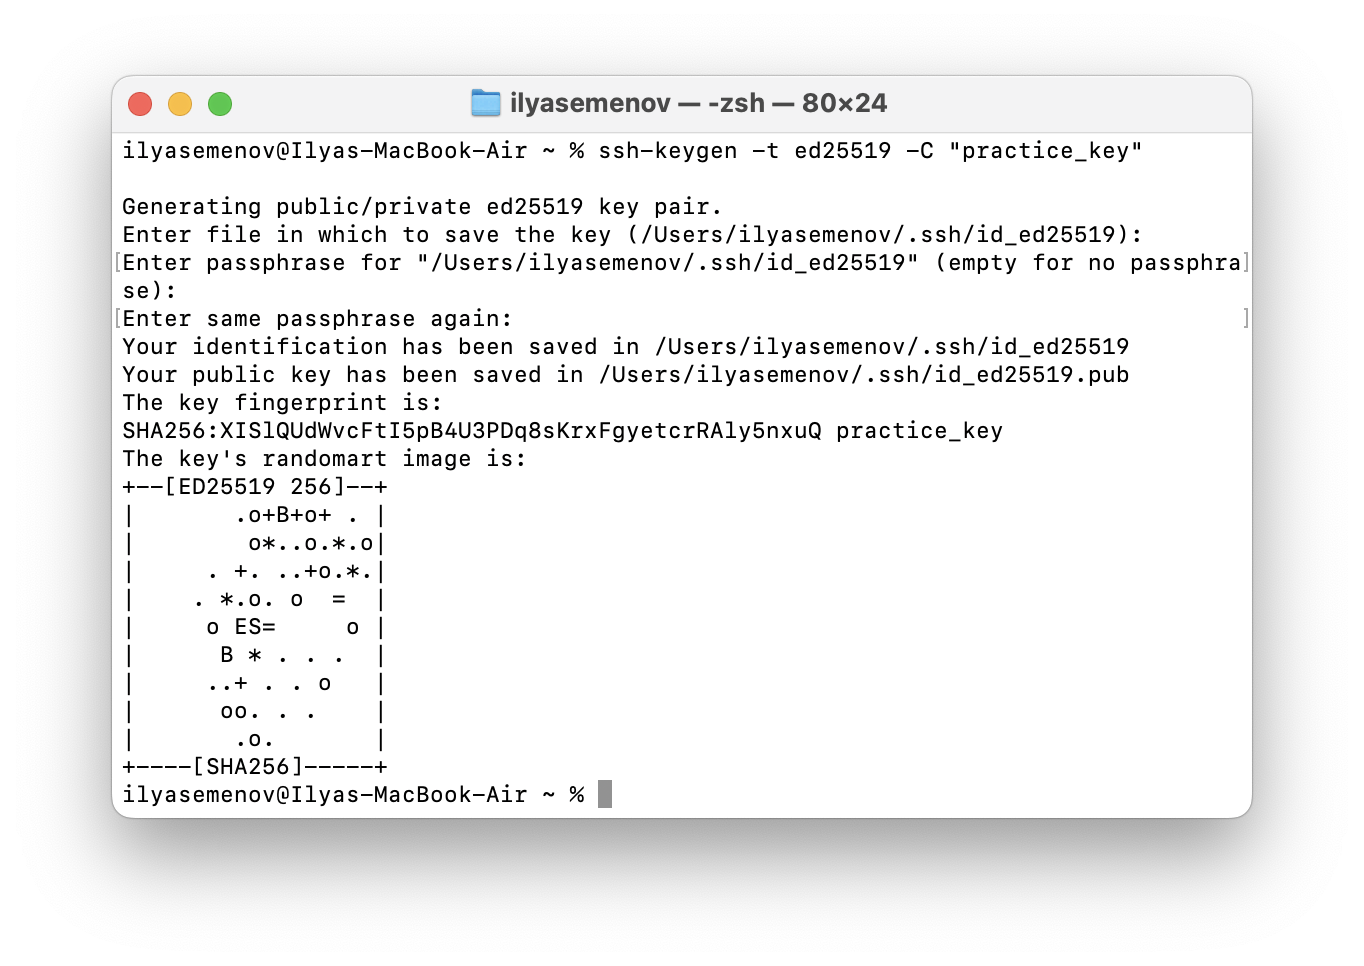 ilyasemenov — -zsh — 80×24
ilyasemenov@Ilyas-MacBook-Air ~ % ssh-keygen -t ed25519 -C "practice_key"
Generating public/private ed25519 key pair.
Enter file in which to save the key (/Users/ilyasemenov/.ssh/id_ed25519):
[Enter passphrase for "/Users/ilyasemenov/.ssh/id_ed25519" (empty for no passphra]
se):
[Enter same passphrase again:                                                    ]
Your identification has been saved in /Users/ilyasemenov/.ssh/id_ed25519
Your public key has been saved in /Users/ilyasemenov/.ssh/id_ed25519.pub
The key fingerprint is:
SHA256:XISlQUdWvcFtI5pB4U3PDq8sKrxFgyetcrRAly5nxuQ practice_key
The key's randomart image is:
+--[ED25519 256]--+
|       .o+B+o+ . |
|        o*..o.*.o|
|     . +. ..+o.*.|
|    . *.o. o  =  |
|     o ES=     o |
|      B * . . .  |
|     ..+ . . o   |
|      oo. . .    |
|       .o.       |
+----[SHA256]-----+
ilyasemenov@Ilyas-MacBook-Air ~ %